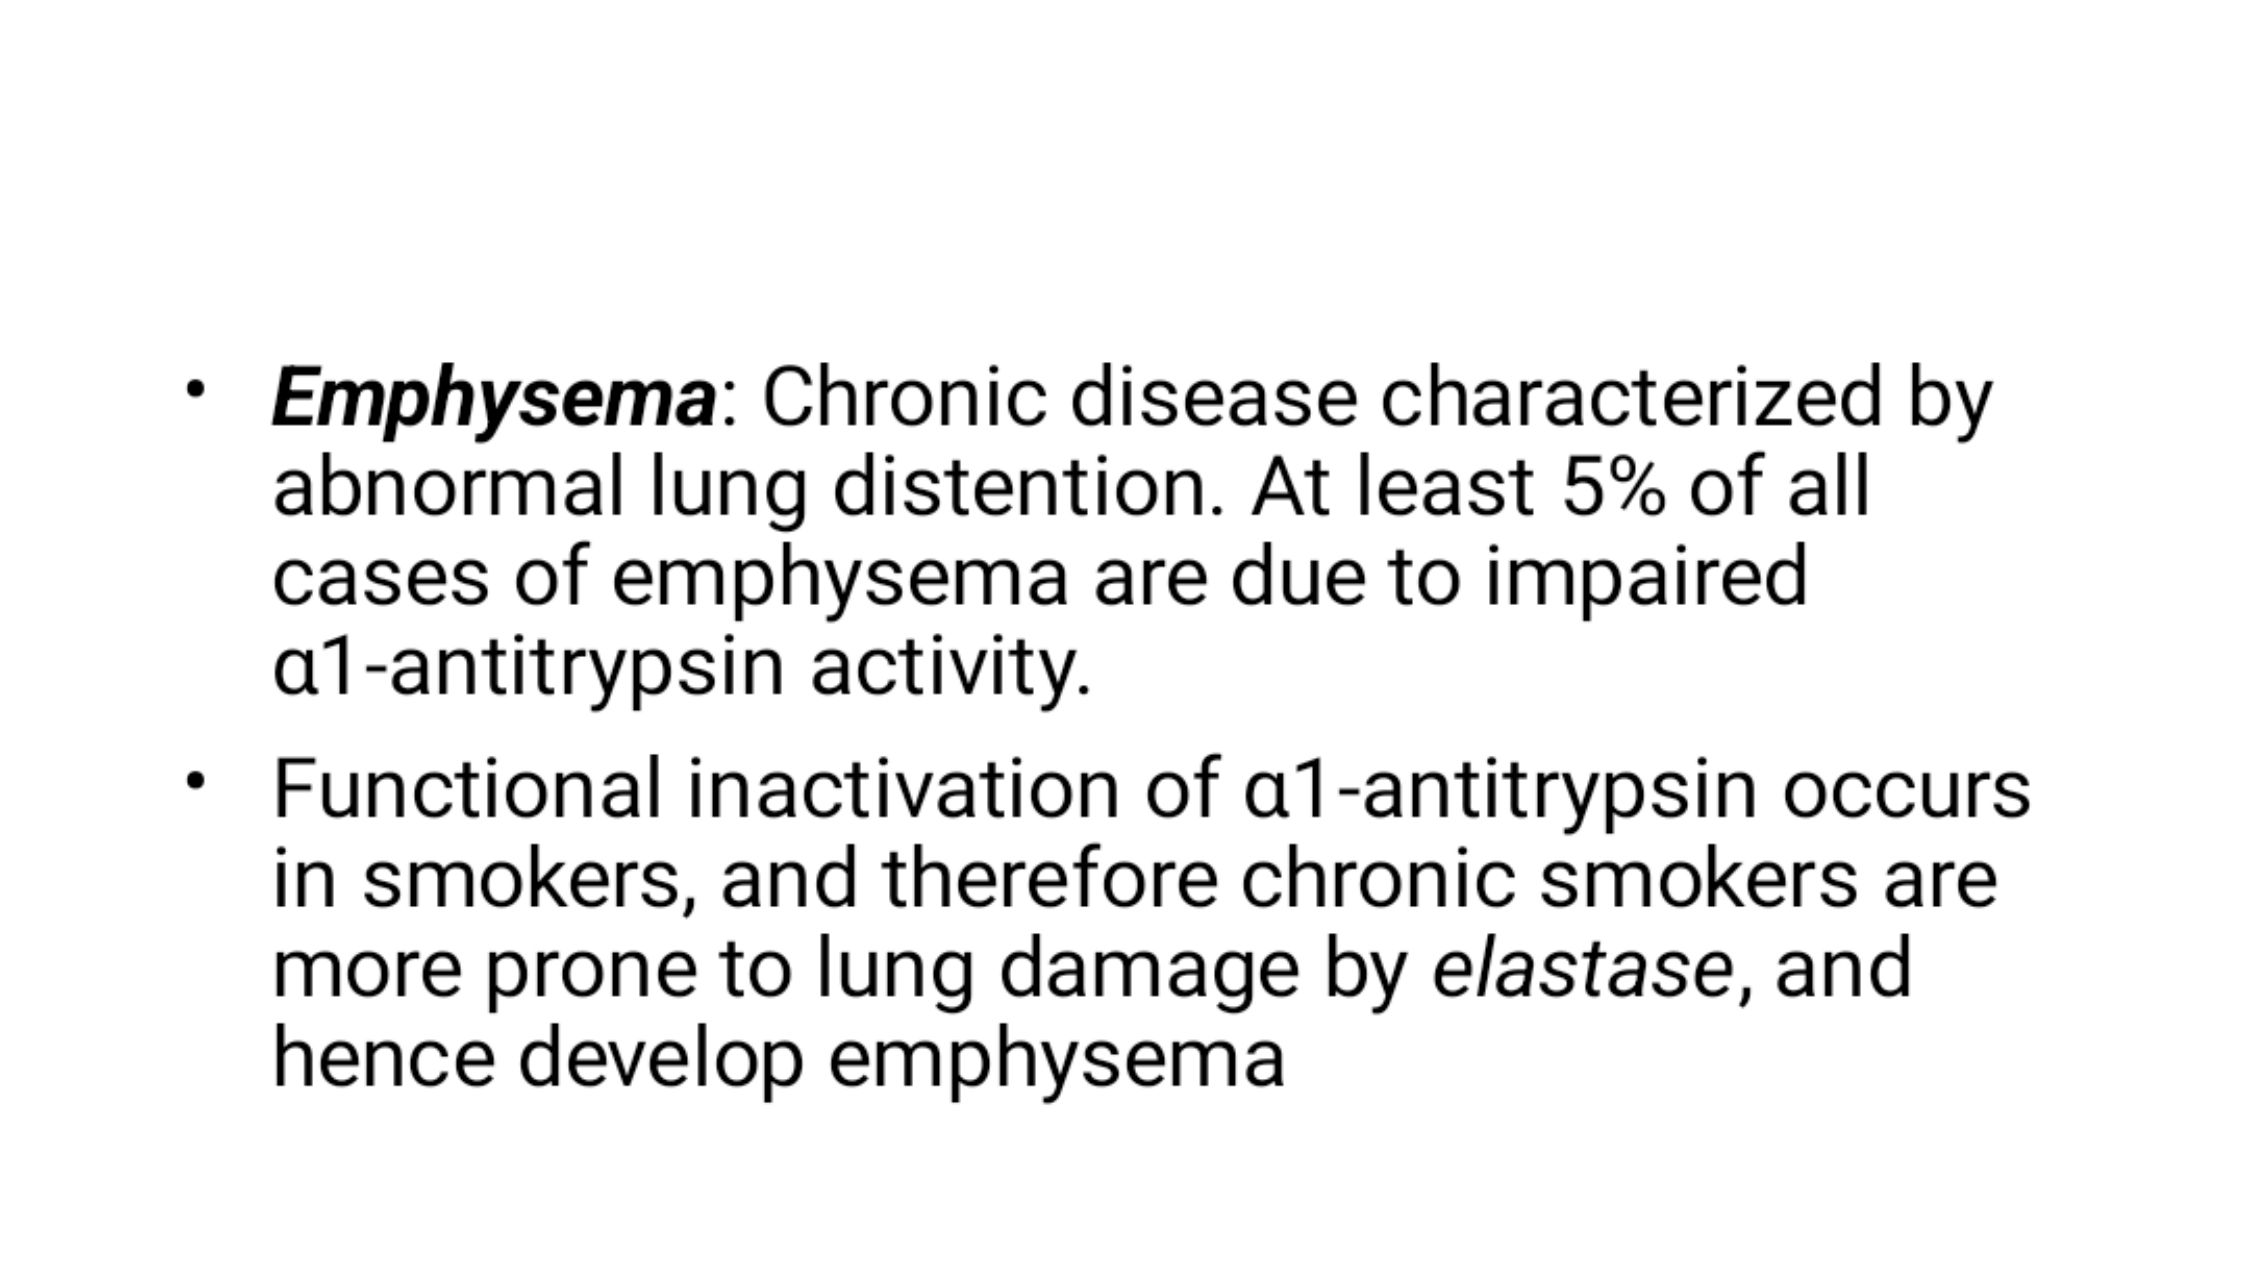 • Emphysema: Chronic disease characterized by
abnormal lung distention. At least 5% of all
cases of emphysema are due to impaired
α1-antitrypsin activity.
• Functional inactivation of α1-antitrypsin occurs
in smokers, and therefore chronic smokers are
more prone to lung damage by elastase, and
hence develop emphysema